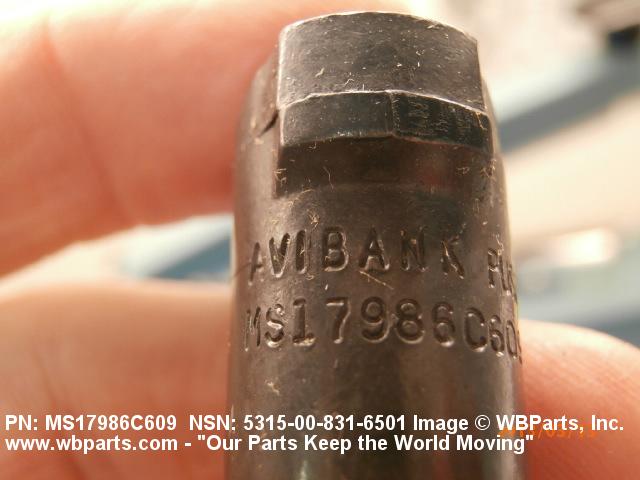 AVIBANK
MS17986C609
PN: MS17986C609 NSN: 5315-00-831-6501 Image © WBParts, Inc.
www.wbparts.com - "Our Parts Keep the World Moving"